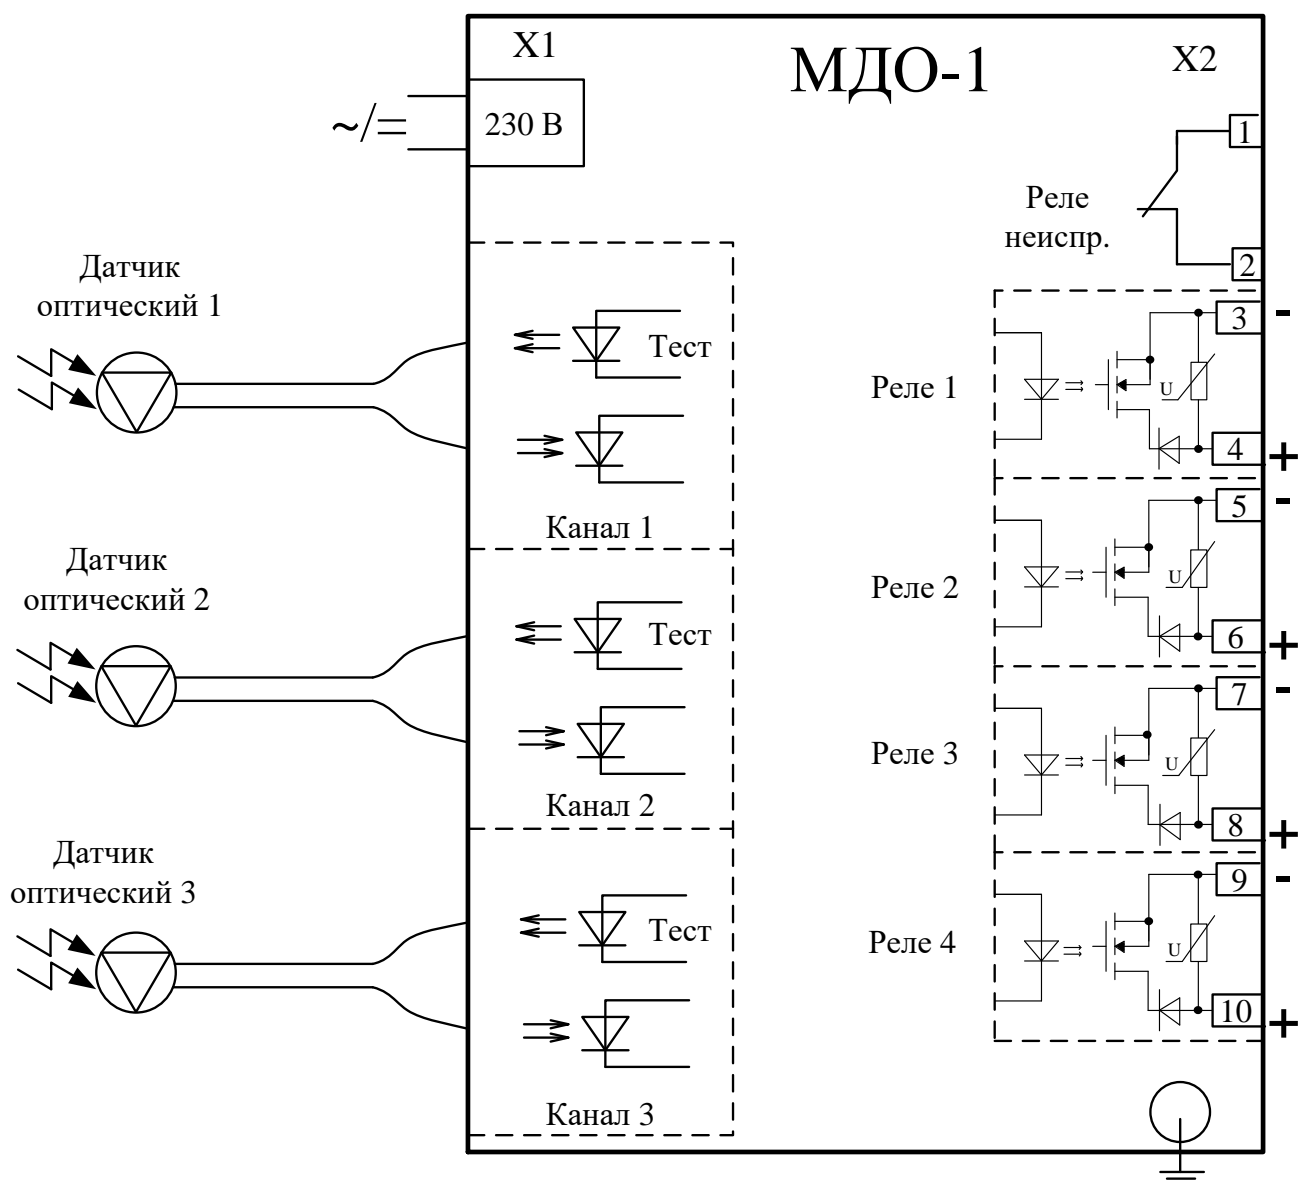 X1
МДО-1
X2
~/=
230 В
1
Реле
неиспр.
2
Датчик
оптический 1
Тест
Канал 1
Реле 1
U
3
-
4
+
Датчик
оптический 2
Тест
Канал 2
Реле 2
U
5
-
6
+
Реле 3
U
7
-
8
+
Датчик
оптический 3
Тест
Канал 3
Реле 4
U
9
-
10
+